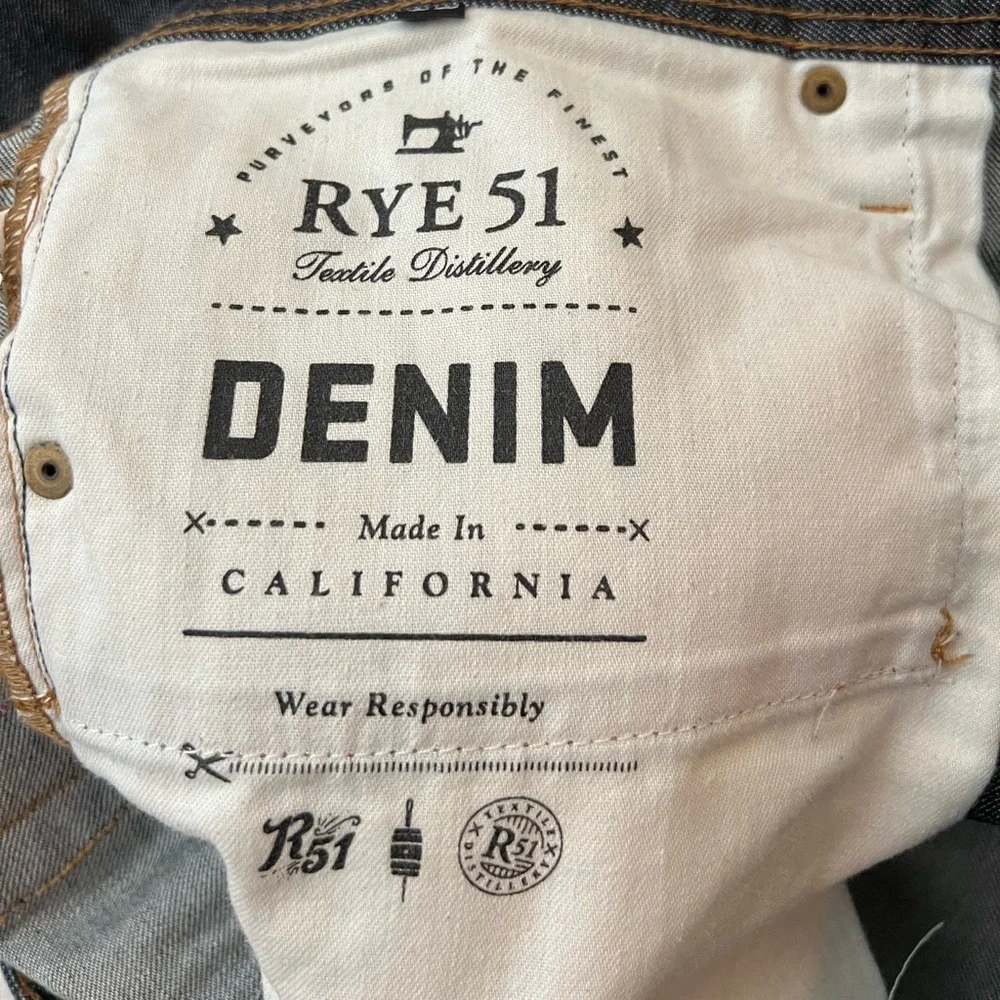 PURVEYORS OF THE FINEST
RYE 51
Textile Distillery
DENIM
Made In
CALIFORNIA
Wear Responsibly
R51
TEXTILE
R51
DISTILLERY